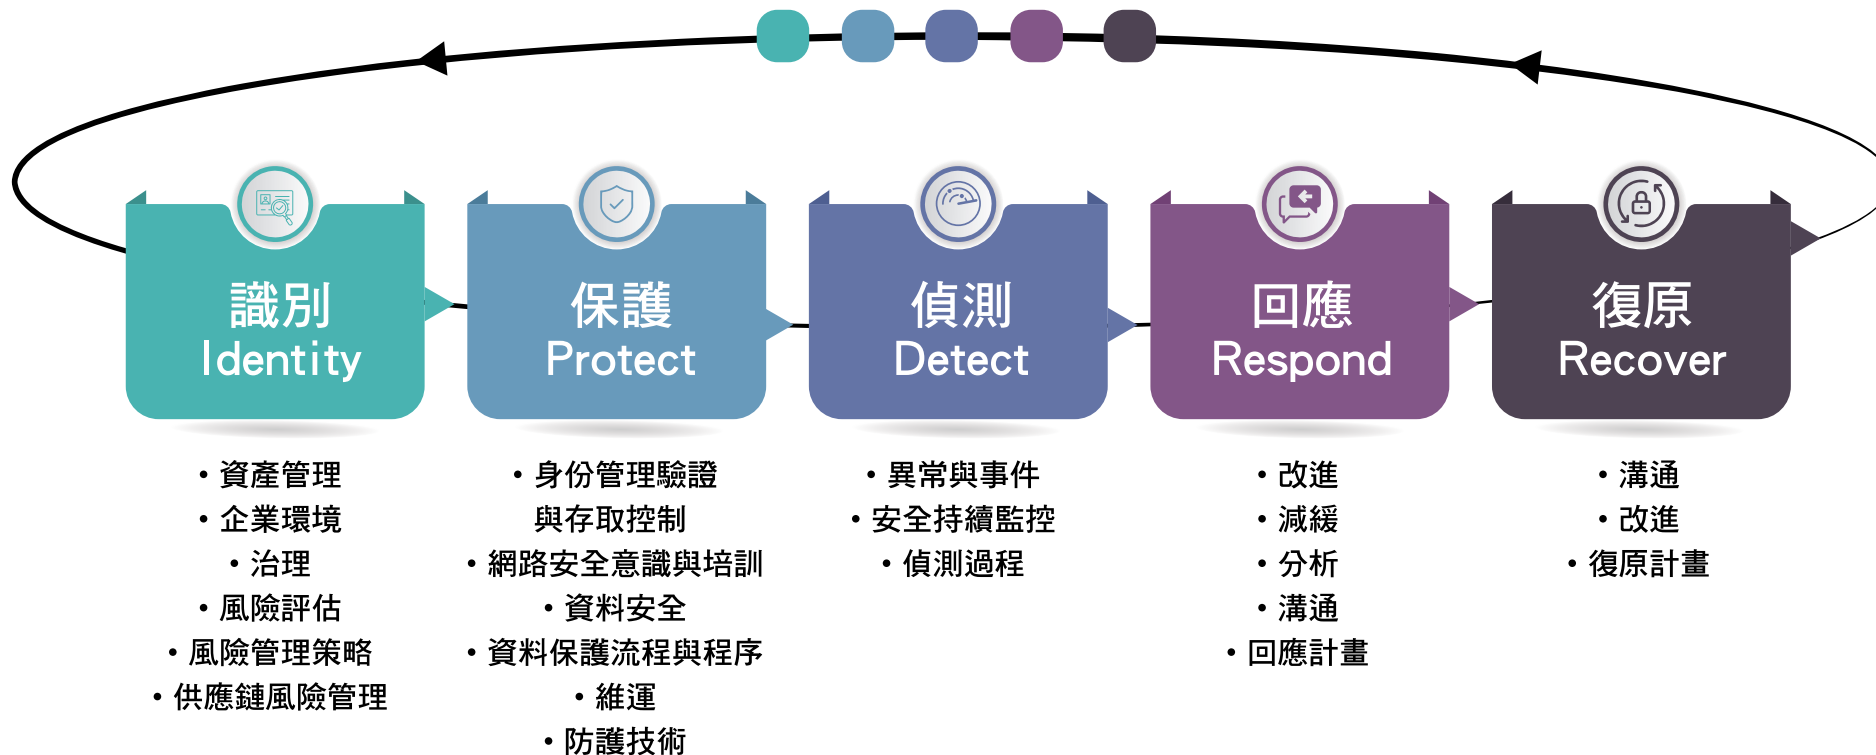 識別
Identity
• 資產管理
• 企業環境
• 治理
• 風險評估
• 風險管理策略
• 供應鏈風險管理
保護
Protect
• 身份管理驗證
與存取控制
• 網路安全意識與培訓
• 資料安全
• 資料保護流程與程序
• 維運
• 防護技術
偵測
Detect
• 異常與事件
• 安全持續監控
• 偵測過程
回應
Respond
• 改進
• 減緩
• 分析
• 溝通
• 回應計畫
復原
Recover
• 溝通
• 改進
• 復原計畫